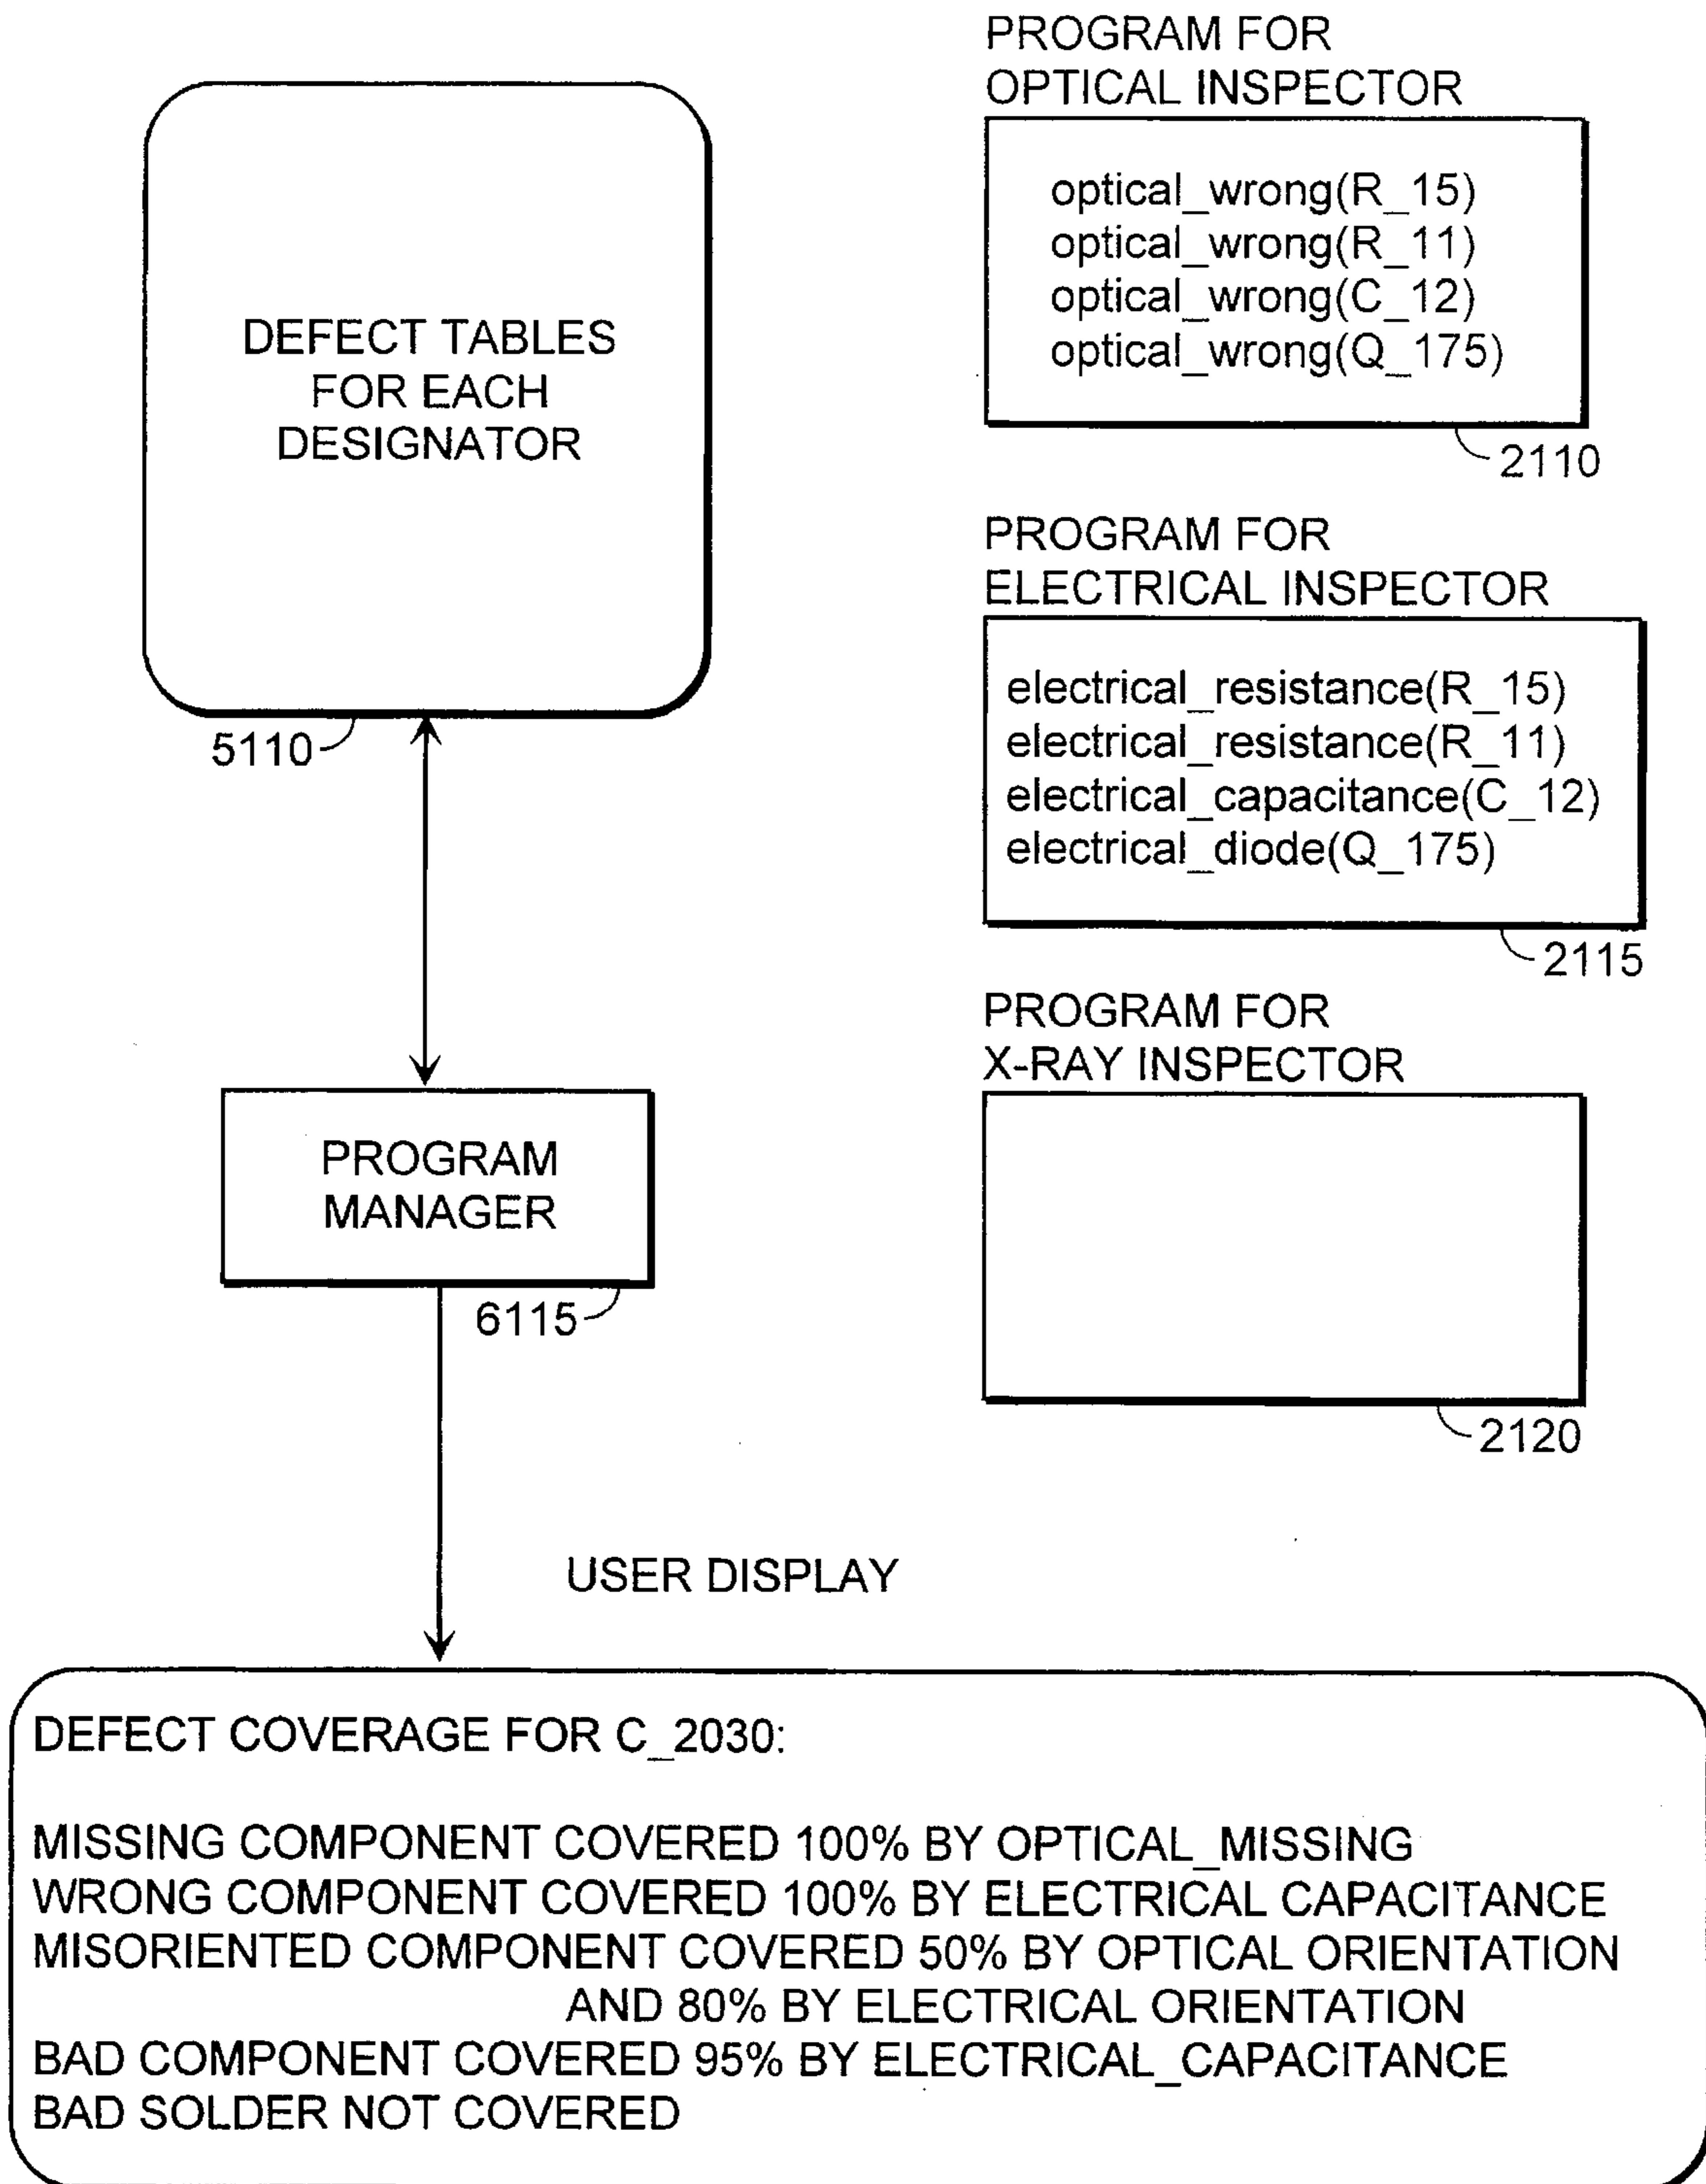 DEFECT TABLES
FOR EACH
DESIGNATOR
5110
PROGRAM
MANAGER
6115
PROGRAM FOR
OPTICAL INSPECTOR
optical_wrong(R_15)
optical_wrong(R_11)
optical_wrong(C_12)
optical_wrong(Q_175)
2110
PROGRAM FOR
ELECTRICAL INSPECTOR
electrical_resistance(R_15)
electrical_resistance(R_11)
electrical_capacitance(C_12)
electrical_diode(Q_175)
2115
PROGRAM FOR
X-RAY INSPECTOR
2120
USER DISPLAY
DEFECT COVERAGE FOR C_2030:
MISSING COMPONENT COVERED 100% BY OPTICAL_MISSING
WRONG COMPONENT COVERED 100% BY ELECTRICAL CAPACITANCE
MISORIENTED COMPONENT COVERED 50% BY OPTICAL ORIENTATION
AND 80% BY ELECTRICAL ORIENTATION
BAD COMPONENT COVERED 95% BY ELECTRICAL_CAPACITANCE
BAD SOLDER NOT COVERED